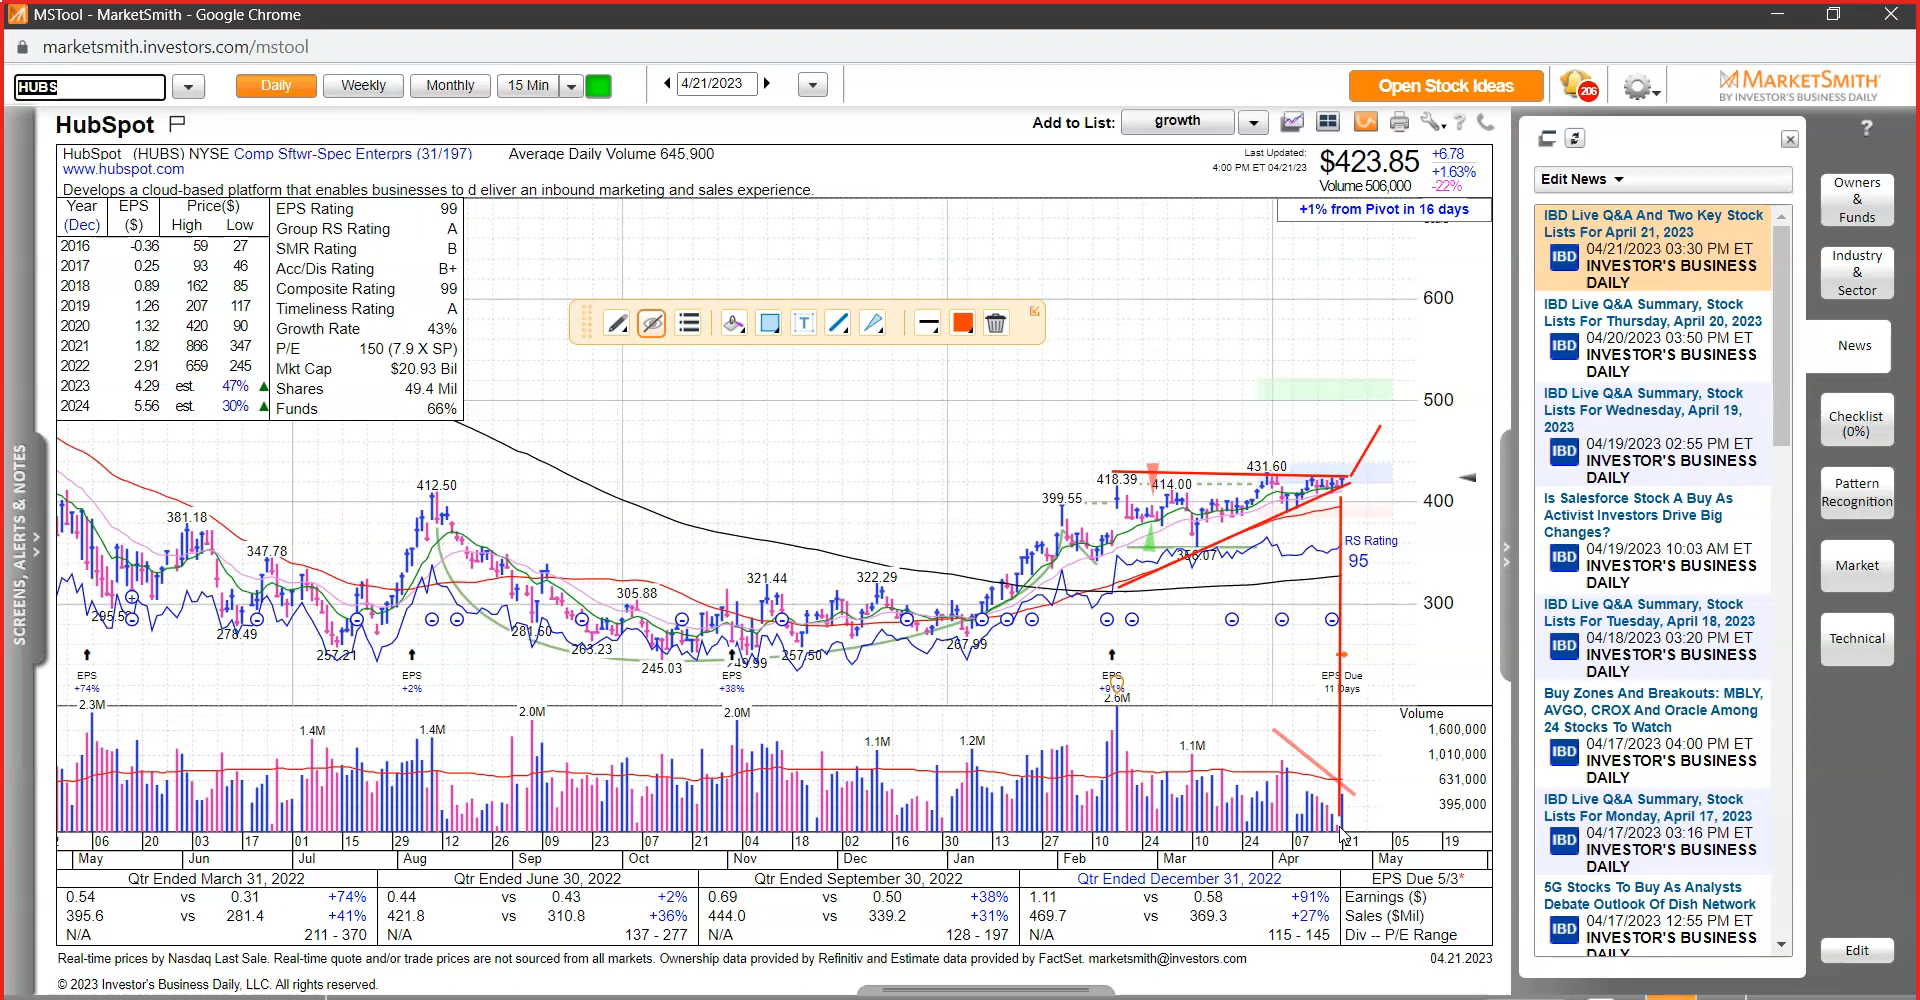 MSTool - MarketSmith - Google Chrome
marketsmith.investors.com/mstool
HUBS
Daily
Weekly
Monthly
15 Min
4/21/2023
Open Stock Ideas
206
MARKETSMITH
BY INVESTOR'S BUSINESS DAILY
HubSpot
Add to List: growth
HubSpot (HUBS) NYSE Comp Sftwr-Spec Enterprs (31/197) Average Daily Volume 645,900
www.hubspot.com
Develops a cloud-based platform that enables businesses to d eliver an inbound marketing and sales experience.
Last Updated:
4:00 PM ET 04/21/23
$423.85
Volume 506,000
+6.78
+1.63%
-22%
+1% from Pivot in 16 days
Year EPS Price($)
(Dec) ($) High Low
2016 -0.36 59 27
2017 0.25 93 46
2018 0.89 162 85
2019 1.26 207 117
2020 1.32 420 90
2021 1.82 866 347
2022 2.91 659 245
2023 4.29 est. 47%
2024 5.56 est. 30%
EPS Rating 99
Group RS Rating A
SMR Rating B
Acc/Dis Rating B+
Composite Rating 99
Timeliness Rating A
Growth Rate 43%
P/E 150 (7.9 X SP)
Mkt Cap $20.93 Bil
Shares 49.4 Mil
Funds 66%
T
600
500
400
300
431.60
418.39
414.00
412.50
399.55
381.18
347.78
321.44
322.29
305.88
295.5
278.49
257.21
281.60
263.23
245.03
249.99
257.50
267.99
RS Rating
95
EPS
+74%
EPS
+2%
EPS
+38%
EPS
+91%
EPS Due
11 Days
2.3M
1.4M
1.4M
2.0M
2.0M
1.1M
1.2M
2.6M
1.1M
Volume
1,600,000
1,010,000
631,000
395,000
06 20 03 17 01 15 29 12 26 09 23 07 21 04 18 02 16 30 13 27 10 24 10 24 07 21 05 19
May Jun Jul Aug Sep Oct Nov Dec Jan Feb Mar Apr May
Qtr Ended March 31, 2022 Qtr Ended June 30, 2022 Qtr Ended September 30, 2022 Qtr Ended December 31, 2022 EPS Due 5/3*
0.54 vs 0.31 +74% 0.44 vs 0.43 +2% 0.69 vs 0.50 +38% 1.11 vs 0.58 +91% Earnings ($)
395.6 vs 281.4 +41% 421.8 vs 310.8 +36% 444.0 vs 339.2 +31% 469.7 vs 369.3 +27% Sales ($Mil)
N/A 211 - 370 N/A 137 - 277 N/A 128 - 197 N/A 115 - 145 Div -- P/E Range
Real-time prices by Nasdaq Last Sale. Real-time quote and/or trade prices are not sourced from all markets. Ownership data provided by Refinitiv and Estimate data provided by FactSet. marketsmith@investors.com
04.21.2023
© 2023 Investor's Business Daily, LLC. All rights reserved.
SCREENS, ALERTS & NOTES
Edit News
IBD Live Q&A And Two Key Stock
Lists For April 21, 2023
IBD
04/21/2023 03:30 PM ET
INVESTOR'S BUSINESS
DAILY
IBD Live Q&A Summary, Stock
Lists For Thursday, April 20, 2023
IBD
04/20/2023 03:50 PM ET
INVESTOR'S BUSINESS
DAILY
IBD Live Q&A Summary, Stock
Lists For Wednesday, April 19,
2023
IBD
04/19/2023 02:55 PM ET
INVESTOR'S BUSINESS
DAILY
Is Salesforce Stock A Buy As
Activist Investors Drive Big
Changes?
IBD
04/19/2023 10:03 AM ET
INVESTOR'S BUSINESS
DAILY
IBD Live Q&A Summary, Stock
Lists For Tuesday, April 18, 2023
IBD
04/18/2023 03:20 PM ET
INVESTOR'S BUSINESS
DAILY
Buy Zones And Breakouts: MBLY,
AVGO, CROX And Oracle Among
24 Stocks To Watch
IBD
04/17/2023 04:00 PM ET
INVESTOR'S BUSINESS
DAILY
IBD Live Q&A Summary, Stock
Lists For Monday, April 17, 2023
IBD
04/17/2023 03:16 PM ET
INVESTOR'S BUSINESS
DAILY
5G Stocks To Buy As Analysts
Debate Outlook Of Dish Network
IBD
04/17/2023 12:55 PM ET
INVESTOR'S BUSINESS
DAILY
?
Owners
&
Funds
Industry
&
Sector
News
Checklist
(0%)
Pattern
Recognition
Market
Technical
Edit